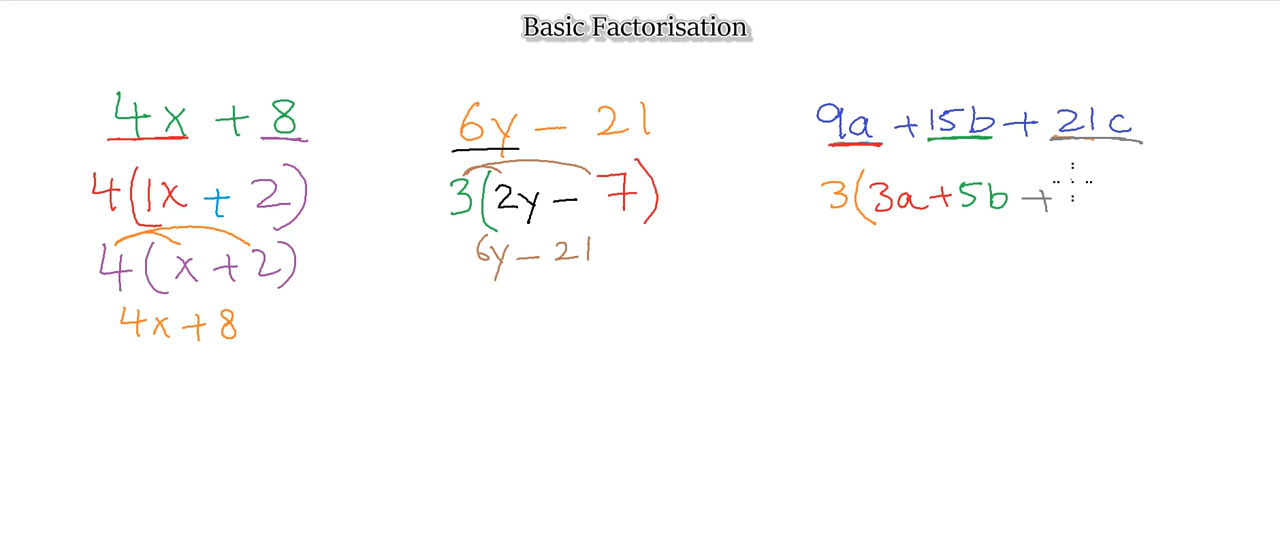 Basic Factorisation
4x + 8
4(1x + 2)
4(x + 2)
4x + 8
6y - 21
3(2y - 7)
6y - 21
9a + 15b + 21c
3(3a + 5b +